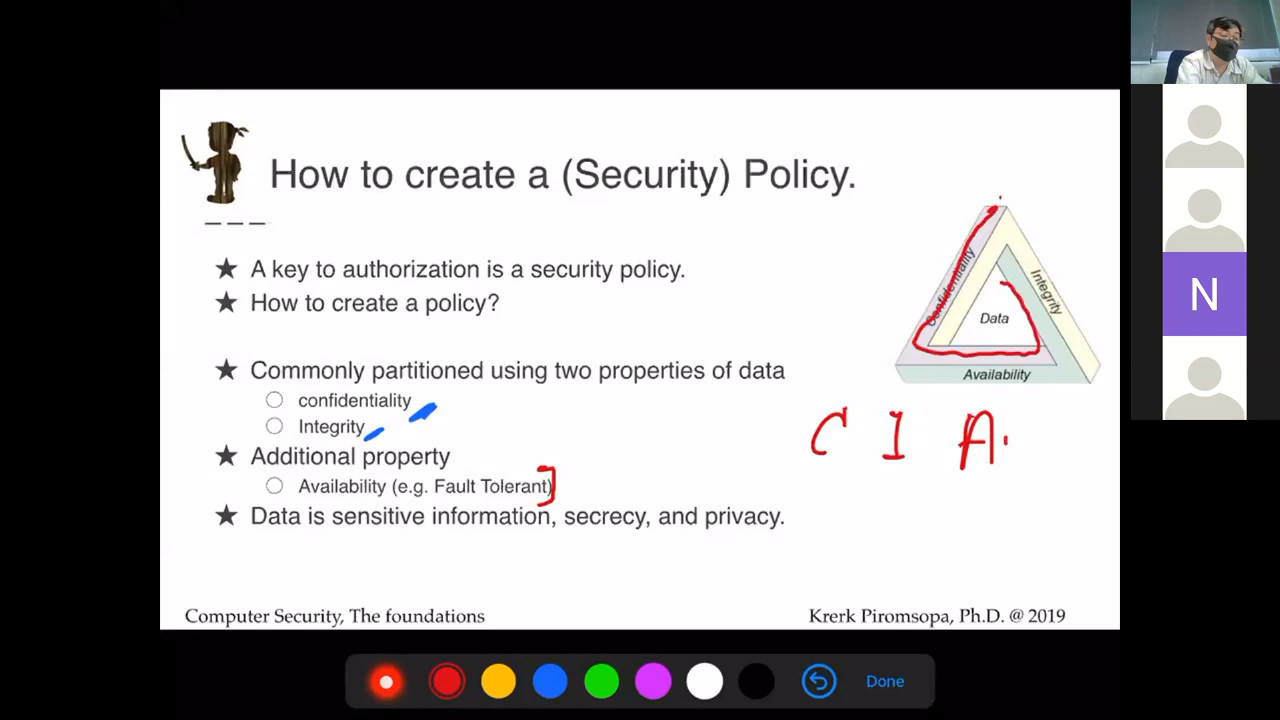 How to create a (Security) Policy.
★ A key to authorization is a security policy.
★ How to create a policy?
★ Commonly partitioned using two properties of data
○ confidentiality
○ Integrity
★ Additional property
○ Availability (e.g. Fault Tolerant)
★ Data is sensitive information, secrecy, and privacy.
Confidentiality
Integrity
Data
Availability
C I A
Computer Security, The foundations
Krerk Piromsopa, Ph.D. @ 2019
N
Done